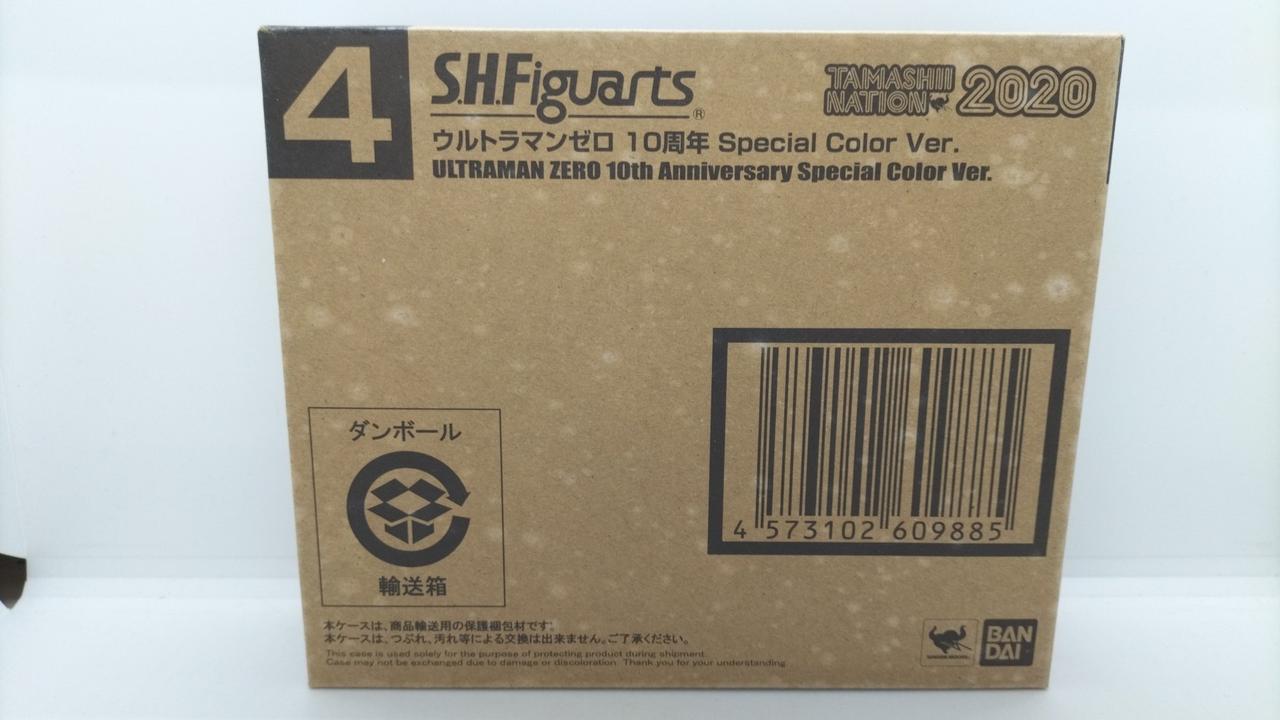 4
S.H.Figuarts®
TAMASHII NATION 2020
ウルトラマンゼロ 10周年 Special Color Ver.
ULTRAMAN ZERO 10th Anniversary Special Color Ver.
4 573102 609885
ダンボール
輸送箱
本ケースは、商品輸送用の保護梱包材です。
本ケースは、つぶれ、汚れ等による交換は出来ません。ご了承ください。
This case is used solely for the purpose of protecting product during shipment.
Case may not be exchanged due to damage or discoloration. Thank you for your understanding
BAN
DAI